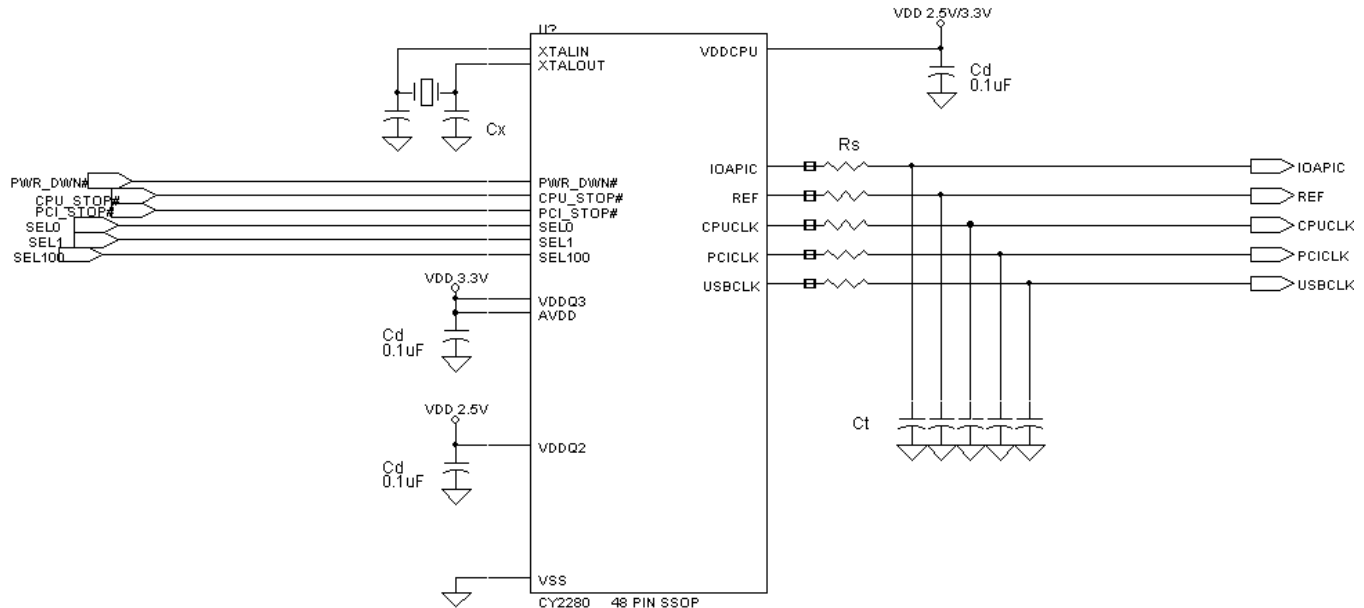 VDD 2.5V/3.3V
U?
XTALIN
XTALOUT
VDDCPU
Cd
0.1uF
Cx
Rs
IOAPIC
IOAPIC
PWR_DWN#
PWR_DWN#
CPU_STOP#
CPU_STOP#
REF
REF
PCI_STOP#
PCI_STOP#
SEL0
SEL0
CPUCLK
CPUCLK
SEL1
SEL1
SEL100
SEL100
PCICLK
PCICLK
VDD 3.3V
USBCLK
USBCLK
VDDQ3
AVDD
Cd
0.1uF
VDD 2.5V
Ct
VDDQ2
Cd
0.1uF
VSS
CY2280 48 PIN SSOP